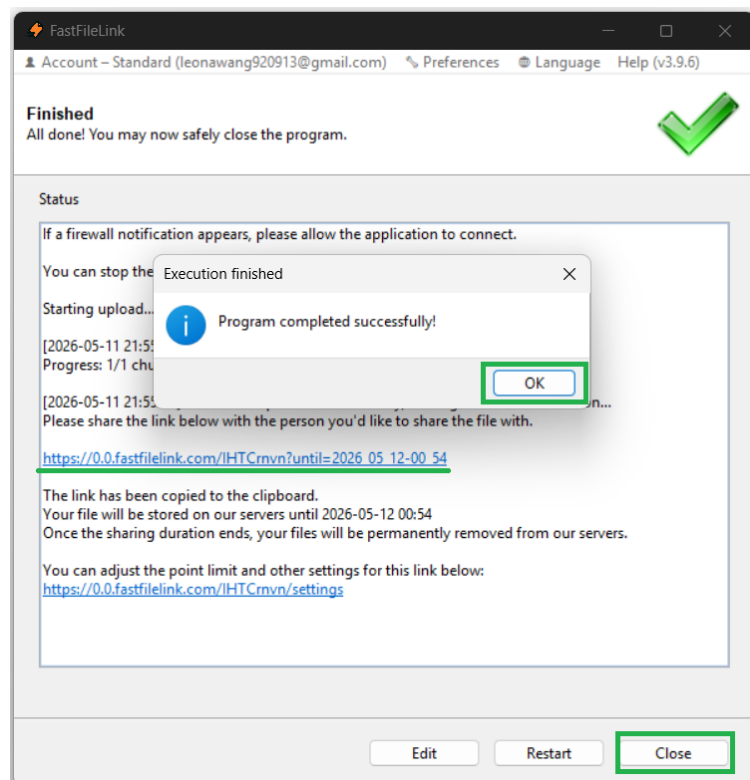 FastFileLink
Account – Standard (leonawang920913@gmail.com) Preferences Language Help (v3.9.6)
Finished
All done! You may now safely close the program.
Status
If a firewall notification appears, please allow the application to connect.
You can stop the
Execution finished
Starting upload...
Program completed successfully!
[2026-05-11 21:55
Progress: 1/1 chu
OK
[2026-05-11 21:55
Please share the link below with the person you'd like to share the file with.
https://0.0.fastfilelink.com/IHTCrnvn?until=2026_05_12-00_54
The link has been copied to the clipboard.
Your file will be stored on our servers until 2026-05-12 00:54
Once the sharing duration ends, your files will be permanently removed from our servers.
You can adjust the point limit and other settings for this link below:
https://0.0.fastfilelink.com/IHTCrnvn/settings
Edit Restart Close